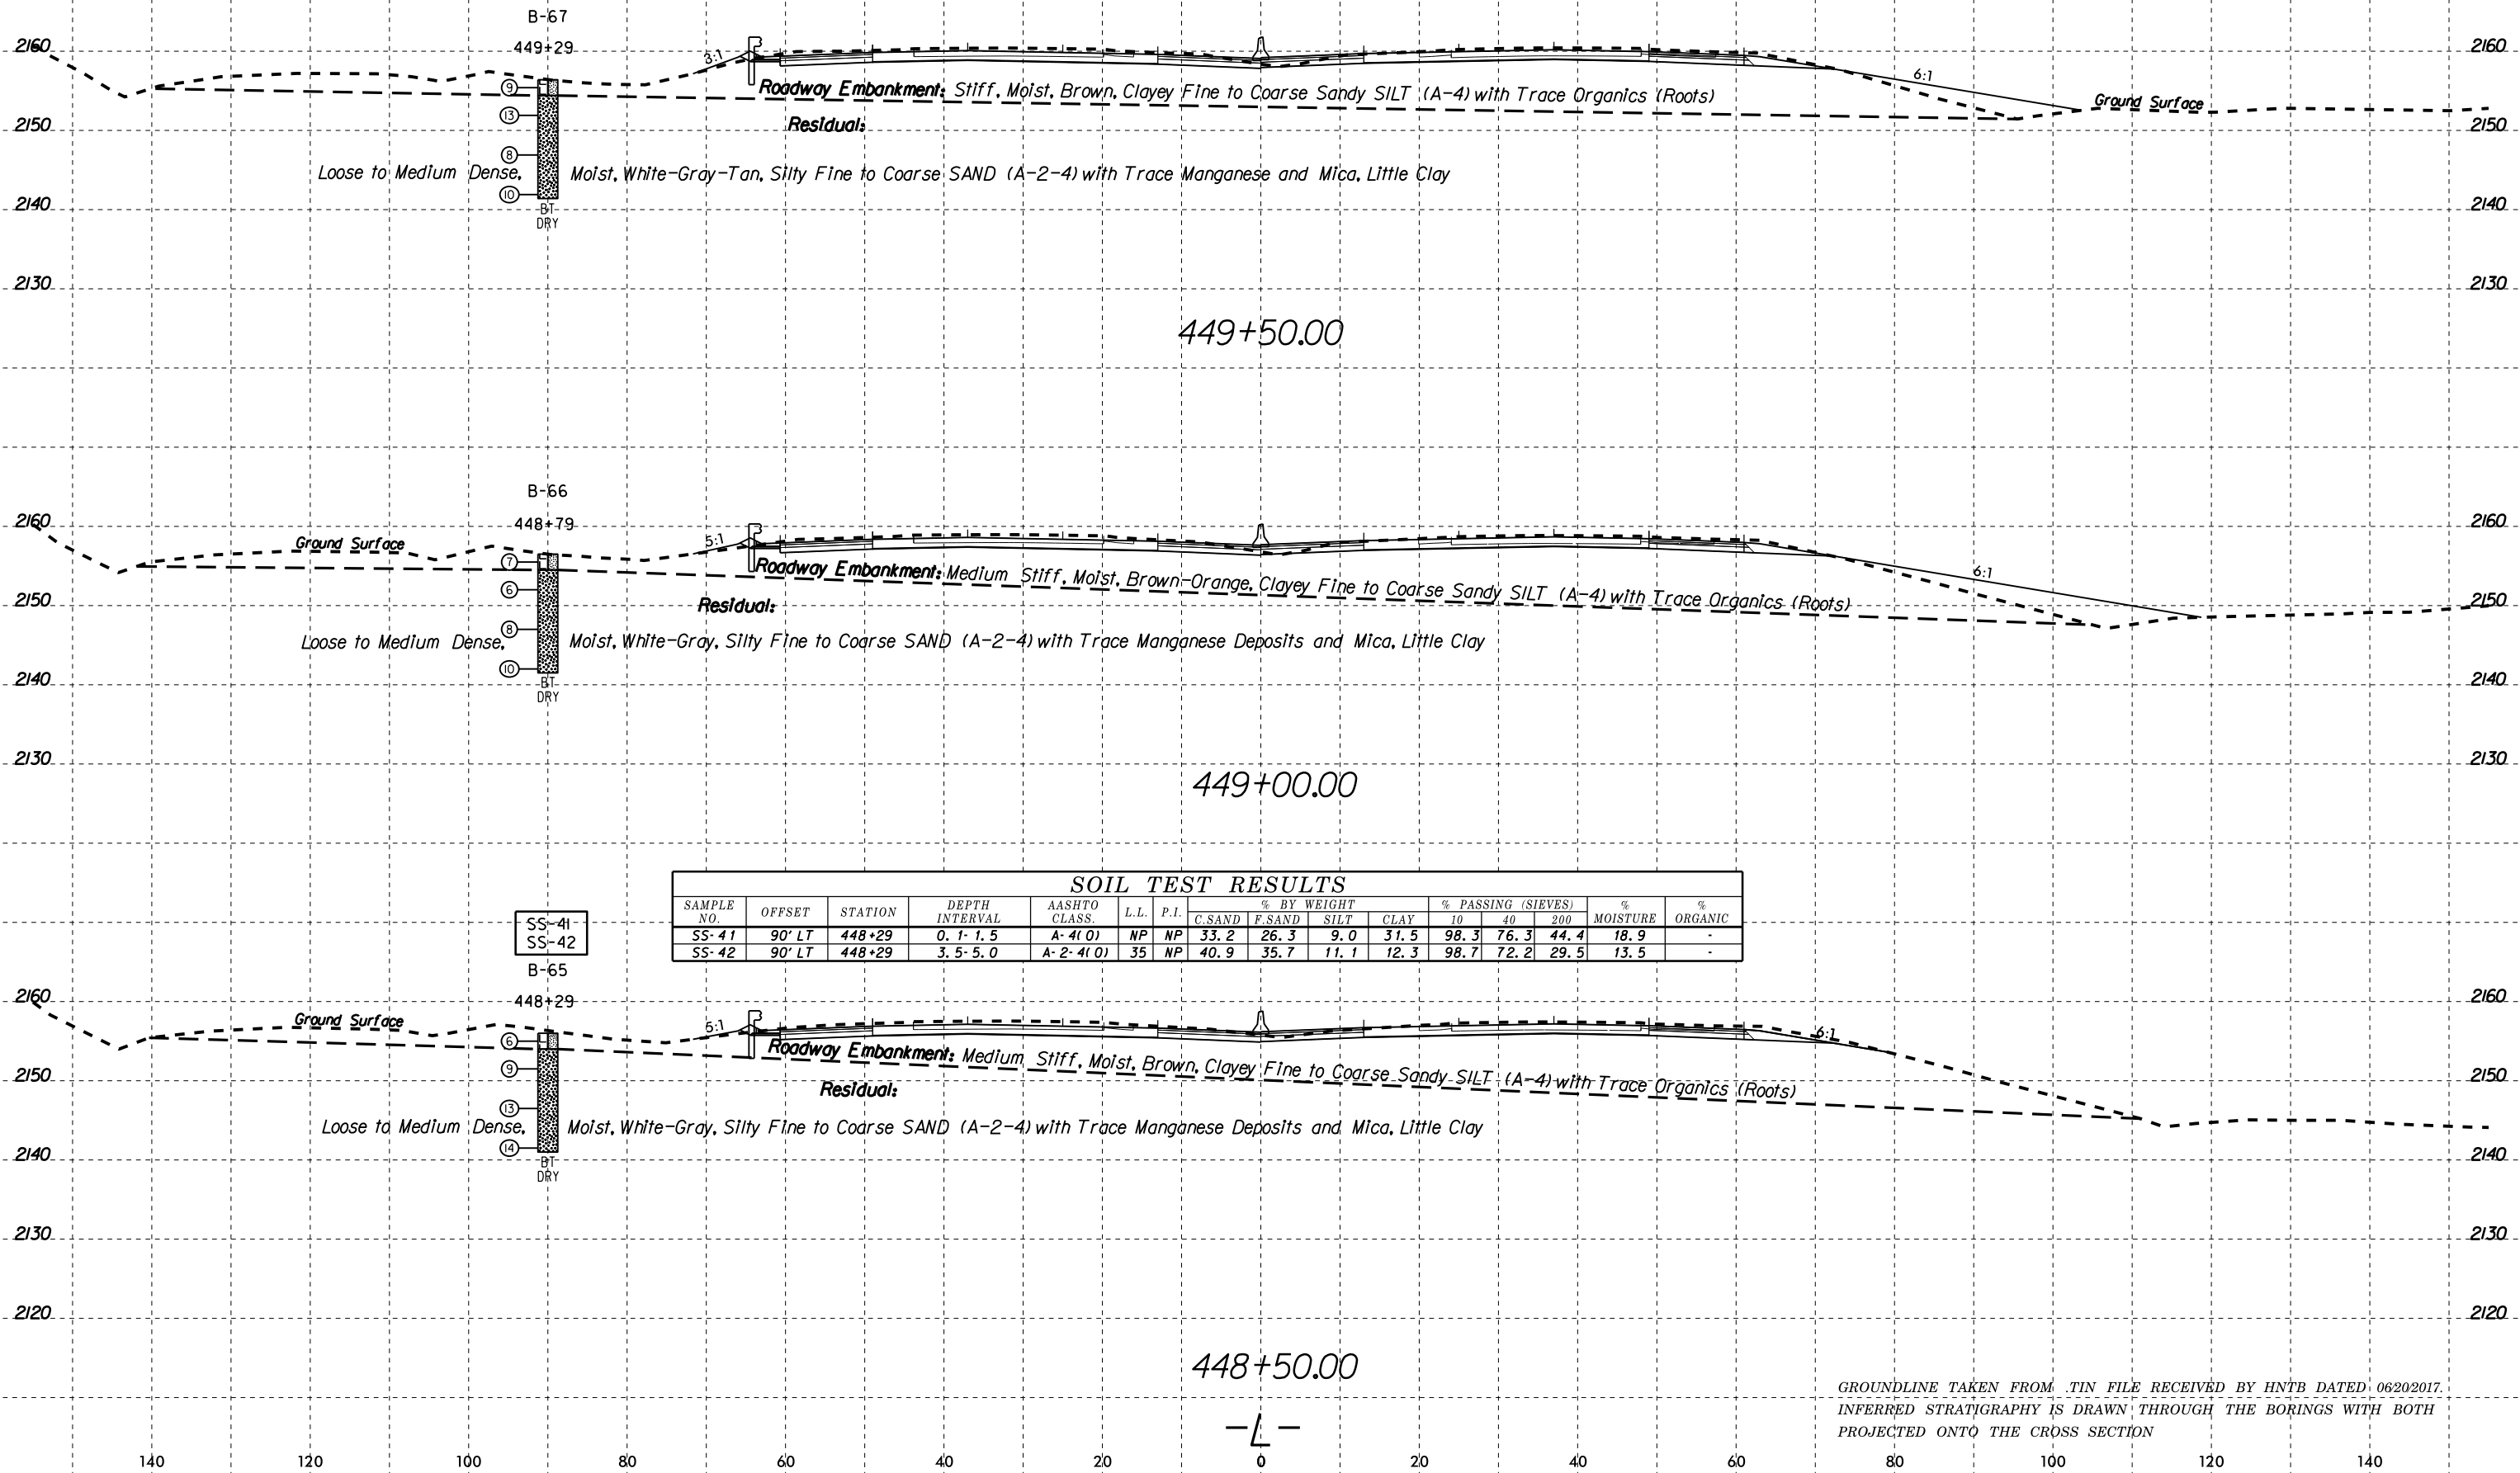 B-67
449+29
2160 2160
3:1
9
Roadway Embankment: Stiff, Moist, Brown, Clayey Fine to Coarse Sandy SILT (A-4) with Trace Organics (Roots)
6:1
Ground Surface
13
2150 Residual: 2150
8
Loose to Medium Dense, Moist, White-Gray-Tan, Silty Fine to Coarse SAND (A-2-4) with Trace Manganese and Mica, Little Clay
10
2140 BT 2140
DRY
2130 2130
449+50.00
B-66
448+79
2160 2160
Ground Surface
5:1
7
Roadway Embankment: Medium Stiff, Moist, Brown-Orange, Clayey Fine to Coarse Sandy SILT (A-4) with Trace Organics (Roots)
6:1
6
2150 Residual: 2150
8
Loose to Medium Dense, Moist, White-Gray, Silty Fine to Coarse SAND (A-2-4) with Trace Manganese Deposits and Mica, Little Clay
10
2140 BT 2140
DRY
2130 2130
449+00.00
SOIL TEST RESULTS
SAMPLE NO. OFFSET STATION DEPTH INTERVAL AASHTO CLASS. L.L. P.I. % BY WEIGHT C.SAND F.SAND SILT CLAY % PASSING (SIEVES) 10 40 200 % MOISTURE % ORGANIC
SS-41 90' LT 448+29 0.1-1.5 A-4(0) NP NP 33.2 26.3 9.0 31.5 98.3 76.3 44.4 18.9 -
SS-42 90' LT 448+29 3.5-5.0 A-2-4(0) 35 NP 40.9 35.7 11.1 12.3 98.7 72.2 29.5 13.5 -
SS-41
SS-42
B-65
448+29
2160 2160
Ground Surface
5:1
6:1
6
Roadway Embankment: Medium Stiff, Moist, Brown, Clayey Fine to Coarse Sandy SILT (A-4) with Trace Organics (Roots)
9
2150 Residual: 2150
13
Loose to Medium Dense, Moist, White-Gray, Silty Fine to Coarse SAND (A-2-4) with Trace Manganese Deposits and Mica, Little Clay
14
2140 BT 2140
DRY
2130 2130
2120 2120
448+50.00
GROUNDLINE TAKEN FROM .TIN FILE RECEIVED BY HNTB DATED 06/20/2017.
INFERRED STRATIGRAPHY IS DRAWN THROUGH THE BORINGS WITH BOTH
PROJECTED ONTO THE CROSS SECTION
-L-
140 120 100 80 60 40 20 0 20 40 60 80 100 120 140